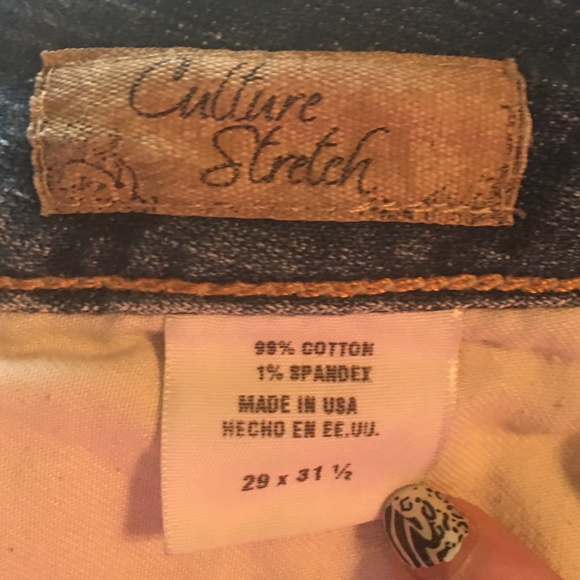 Culture
Stretch
99% COTTON
1% SPANDEX
MADE IN USA
HECHO EN EE.UU.
29 x 31 ½